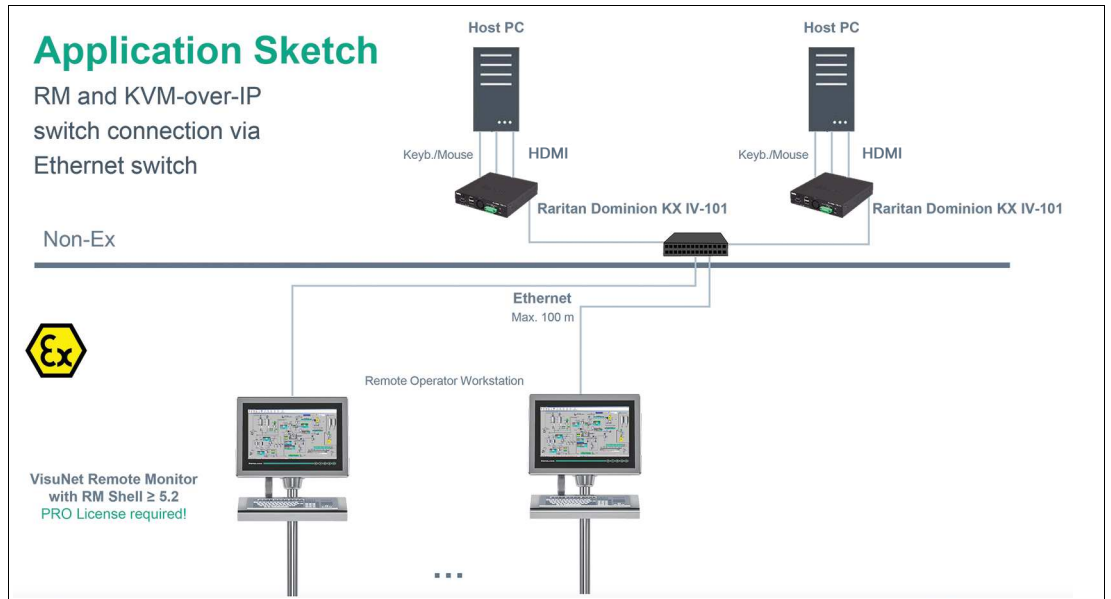 Application Sketch
RM and KVM-over-IP
switch connection via
Ethernet switch
Host PC
Host PC
Keyb./Mouse
HDMI
Keyb./Mouse
HDMI
Raritan Dominion KX IV-101
Raritan Dominion KX IV-101
Non-Ex
Ethernet
Max. 100 m
Ex
Remote Operator Workstation
VisuNet Remote Monitor
with RM Shell ≥ 5.2
PRO License required!
...